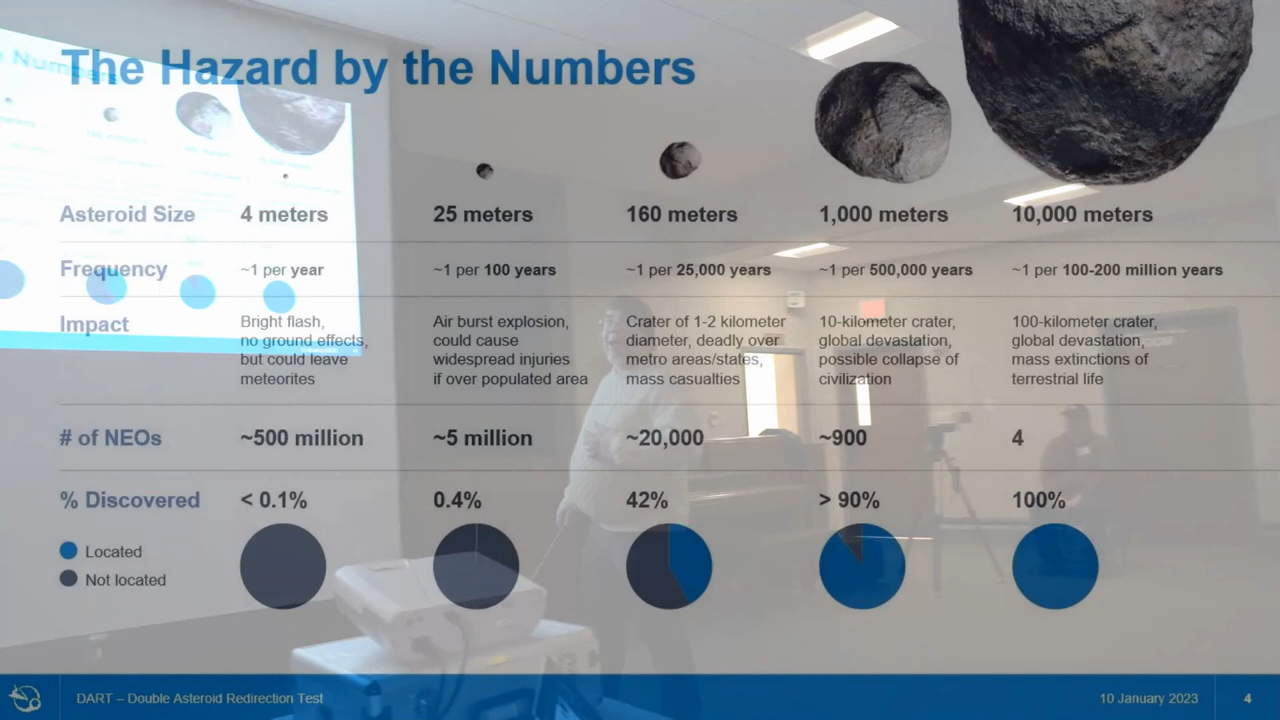 The Hazard by the Numbers
Asteroid Size 4 meters 25 meters 160 meters 1,000 meters 10,000 meters
Frequency ~1 per year ~1 per 100 years ~1 per 25,000 years ~1 per 500,000 years ~1 per 100-200 million years
Impact
Bright flash,
no ground effects,
but could leave
meteorites
Air burst explosion,
could cause
widespread injuries
if over populated area
Crater of 1-2 kilometer
diameter, deadly over
metro areas/states,
mass casualties
10-kilometer crater,
global devastation,
possible collapse of
civilization
100-kilometer crater,
global devastation,
mass extinctions of
terrestrial life
# of NEOs ~500 million ~5 million ~20,000 ~900 4
% Discovered < 0.1% 0.4% 42% > 90% 100%
Located
Not located
DART – Double Asteroid Redirection Test 10 January 2023 4
Numbers